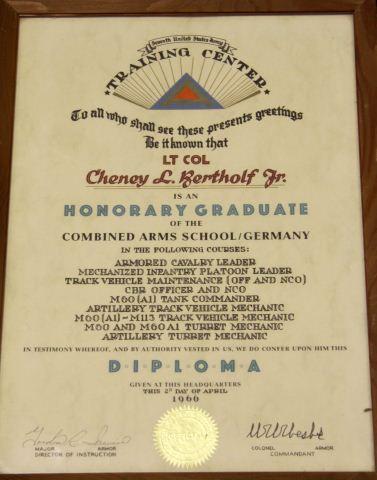 Seventh United States Army
★TRAINING CENTER★
To all who shall see these presents greetings
Be it known that
LT COL
Cheney L. Bertholf Jr.
IS AN
HONORARY GRADUATE
OF THE
COMBINED ARMS SCHOOL/GERMANY
IN THE FOLLOWING COURSES:
ARMORED CAVALRY LEADER
MECHANIZED INFANTRY PLATOON LEADER
TRACK VEHICLE MAINTENANCE (OFF AND NCO)
CBR OFFICER AND NCO
M60 (A1) TANK COMMANDER
ARTILLERY TRACK VEHICLE MECHANIC
M60 (A1)-M113 TRACK VEHICLE MECHANIC
M60 AND M60A1 TURRET MECHANIC
ARTILLERY TURRET MECHANIC
IN TESTIMONY WHEREOF, AND BY AUTHORITY VESTED IN US, WE DO CONFER UPON HIM THIS
D·I·P·L·O·M·A
GIVEN AT THIS HEADQUARTERS
THIS DAY OF APRIL
MAJOR ARMOR
DIRECTOR OF INSTRUCTION
COLONEL ARMOR
COMMANDANT